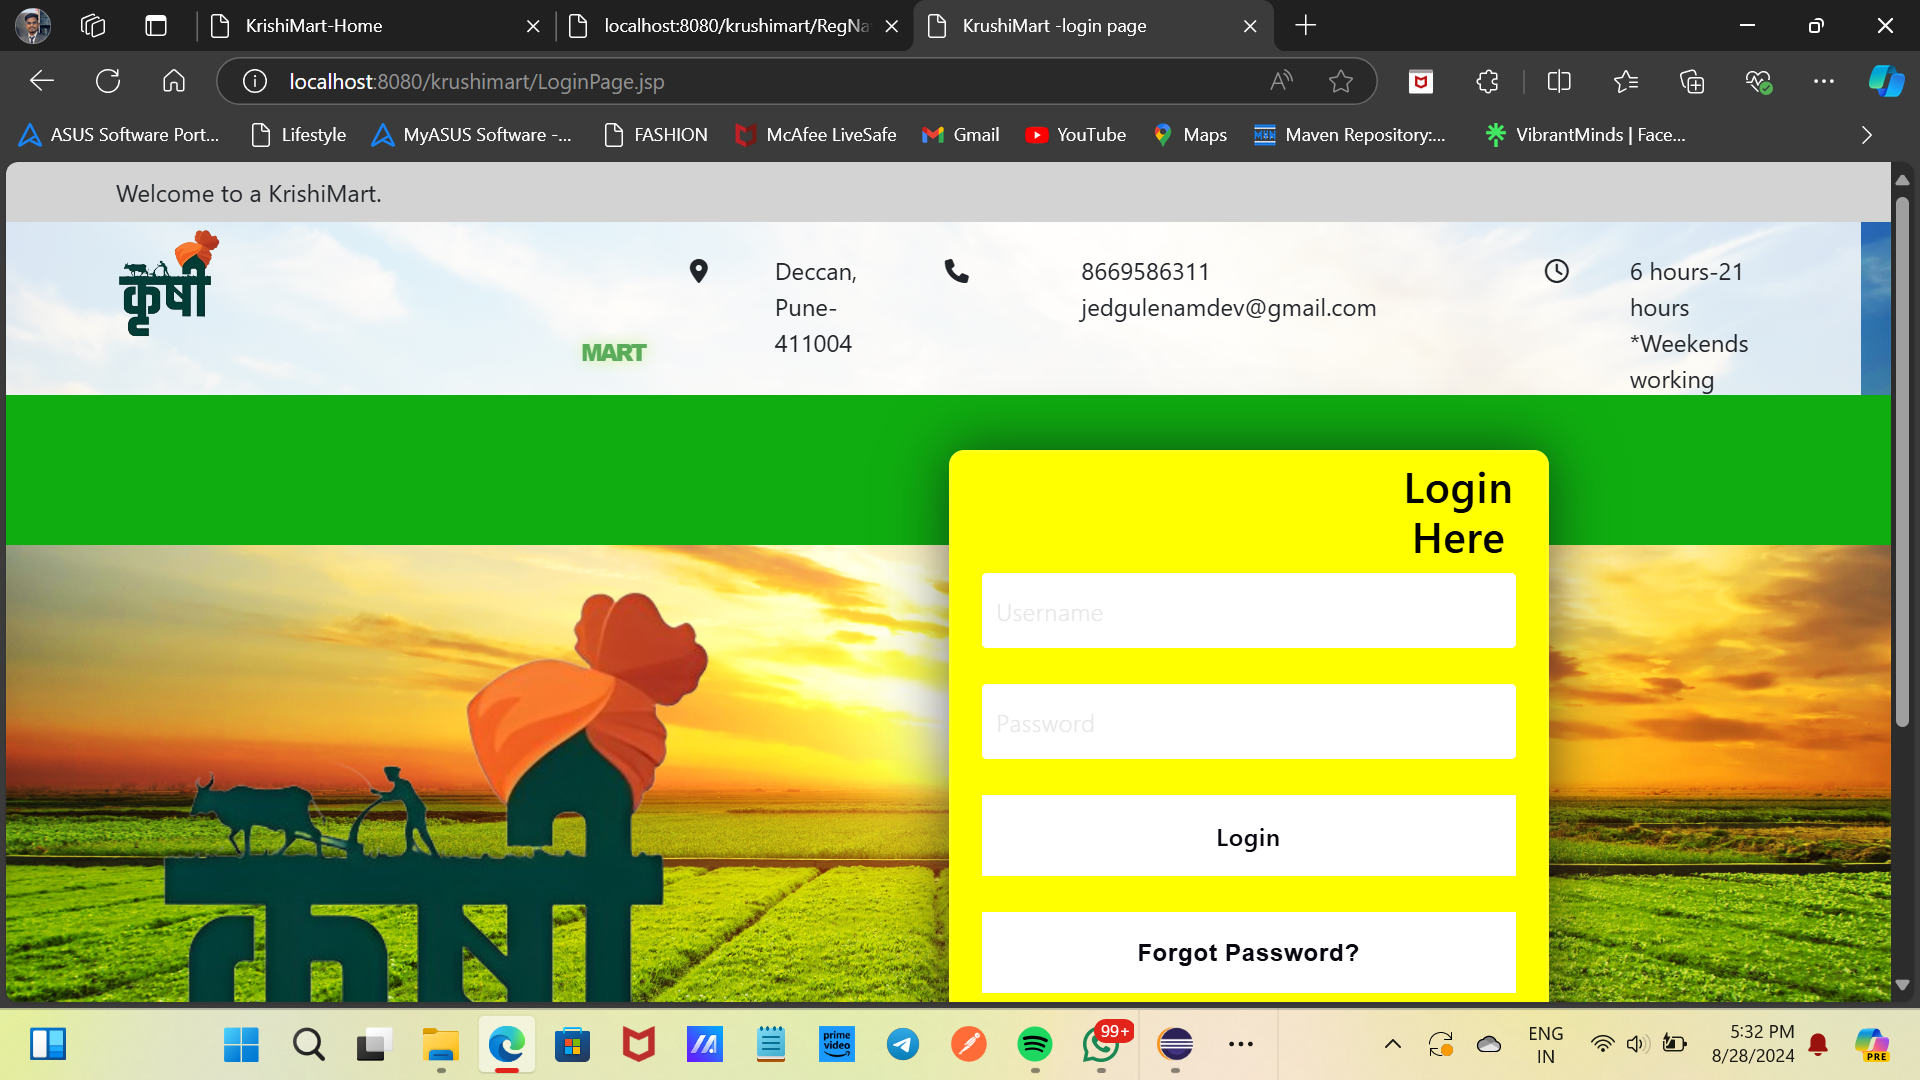 KrishiMart-Home
localhost:8080/krushimart/RegNa
KrushiMart -login page
localhost:8080/krushimart/LoginPage.jsp
ASUS Software Port...
Lifestyle
MyASUS Software -...
FASHION
McAfee LiveSafe
Gmail
YouTube
Maps
Maven Repository:...
VibrantMinds | Face...
Welcome to a KrishiMart.
कृषी
MART
Deccan,
Pune-
411004
8669586311
jedgulenamdev@gmail.com
6 hours-21
hours
*Weekends
working
Login
Here
Username
Password
Login
Forgot Password?
कृषी
prime
video
99+
ENG
IN
5:32 PM
8/28/2024
PRE